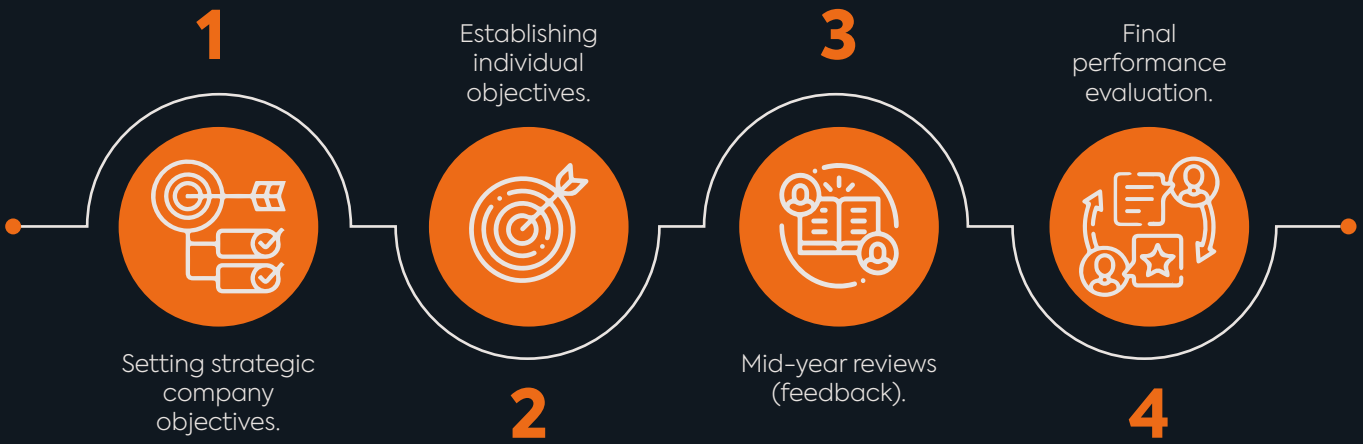 1
Setting strategic
company
objectives.
Establishing
individual
objectives.
2
3
Mid-year reviews
(feedback).
Final
performance
evaluation.
4